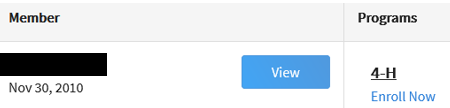 Member Programs
View 4-H
Nov 30, 2010 Enroll Now